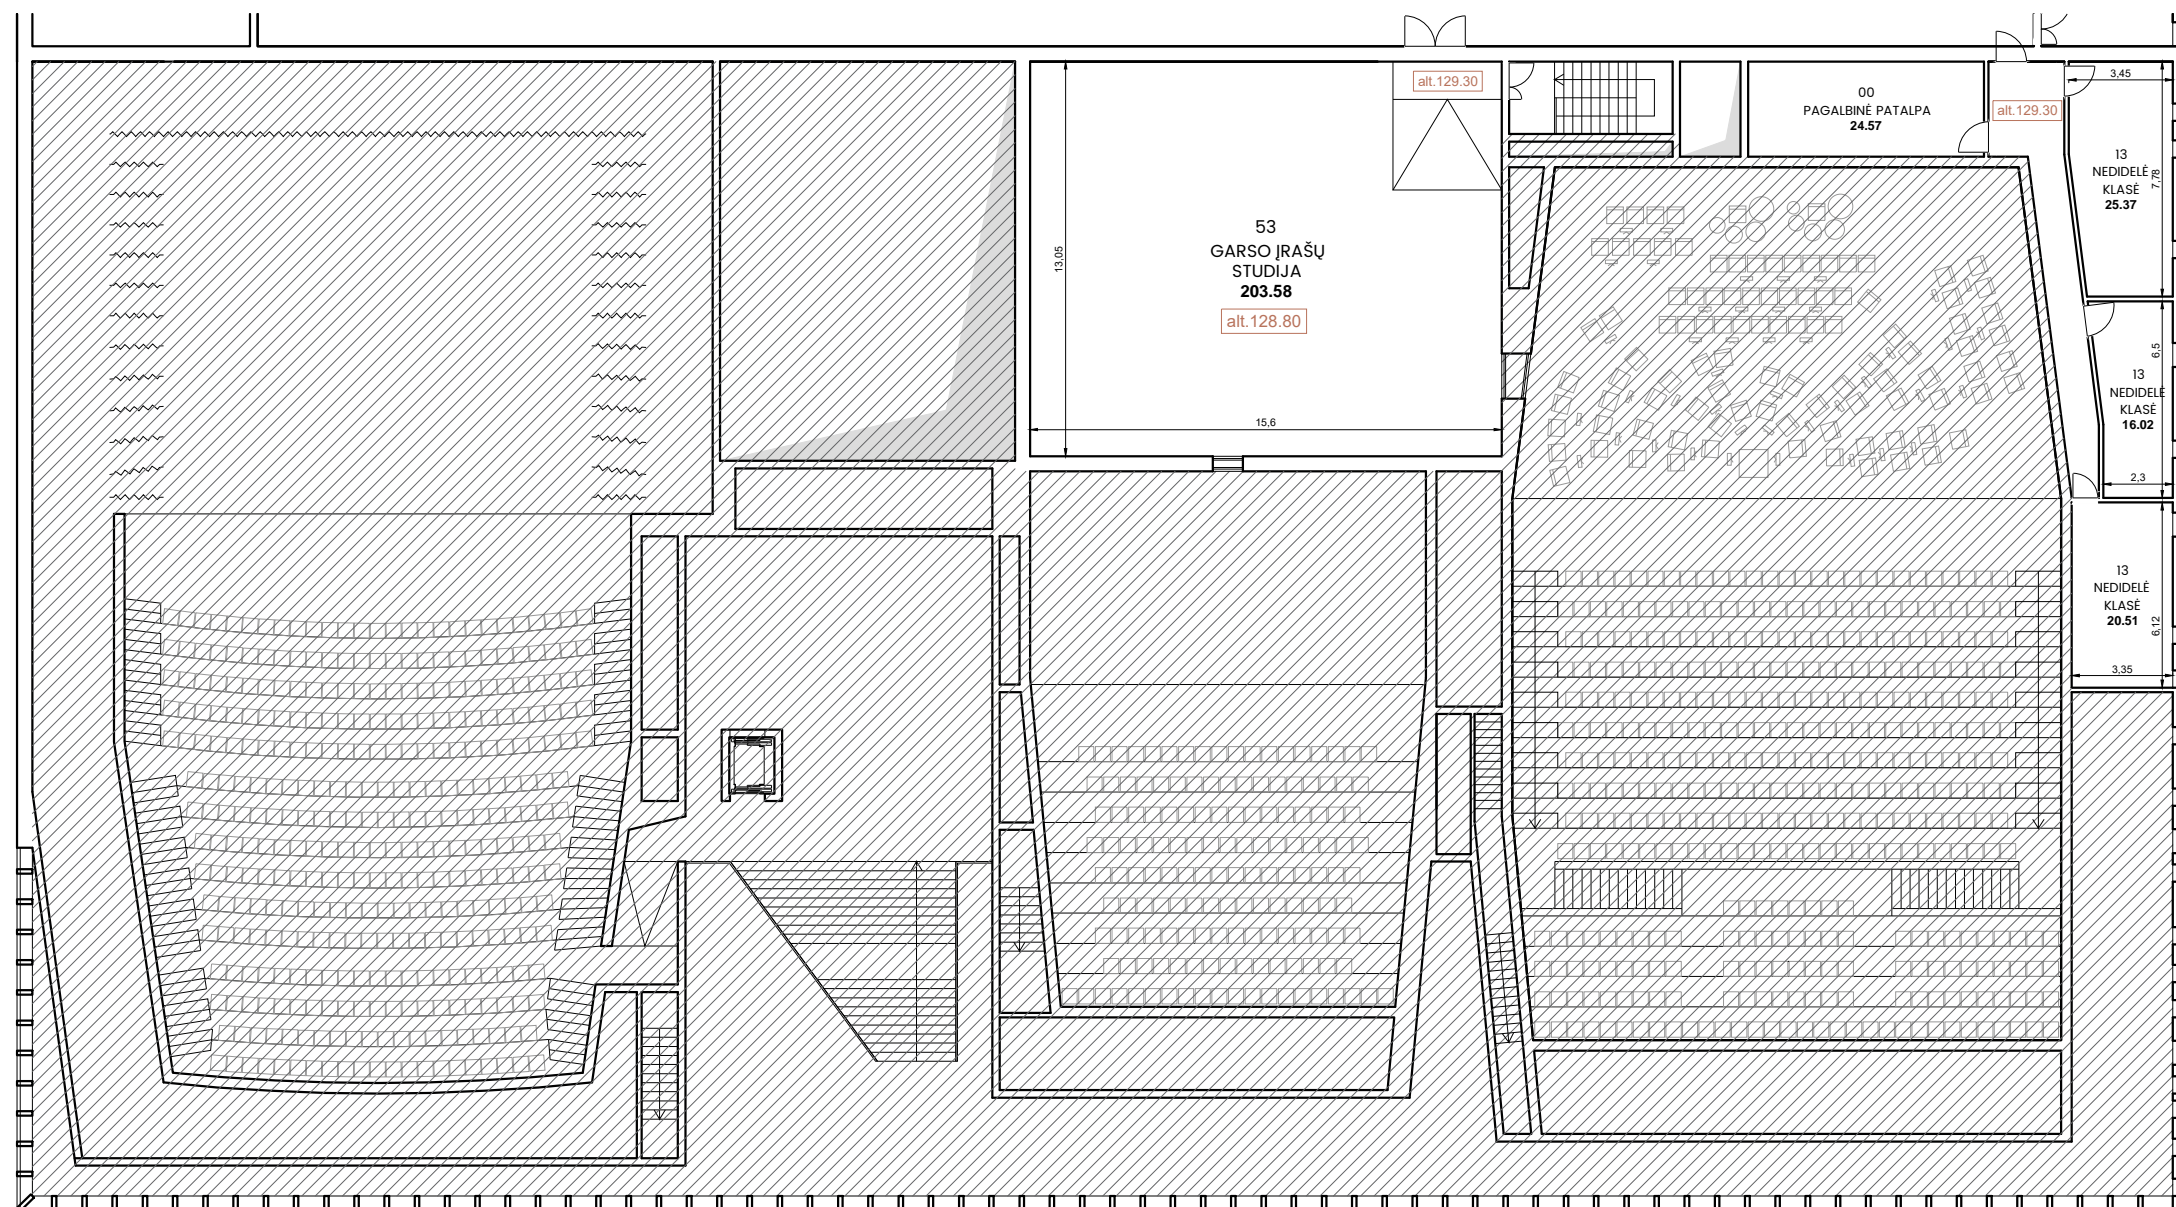 alt.129.30
00
PAGALBINĖ PATALPA
24.57
alt.129.30
3,45
13
NEDIDELĖ
KLASĖ
25.37
7,78
53
GARSO ĮRAŠŲ
STUDIJA
203.58
alt.128.80
13,05
15,6
6,5
13
NEDIDELĖ
KLASĖ
16.02
2,3
13
NEDIDELĖ
KLASĖ
20.51
6,12
3,35